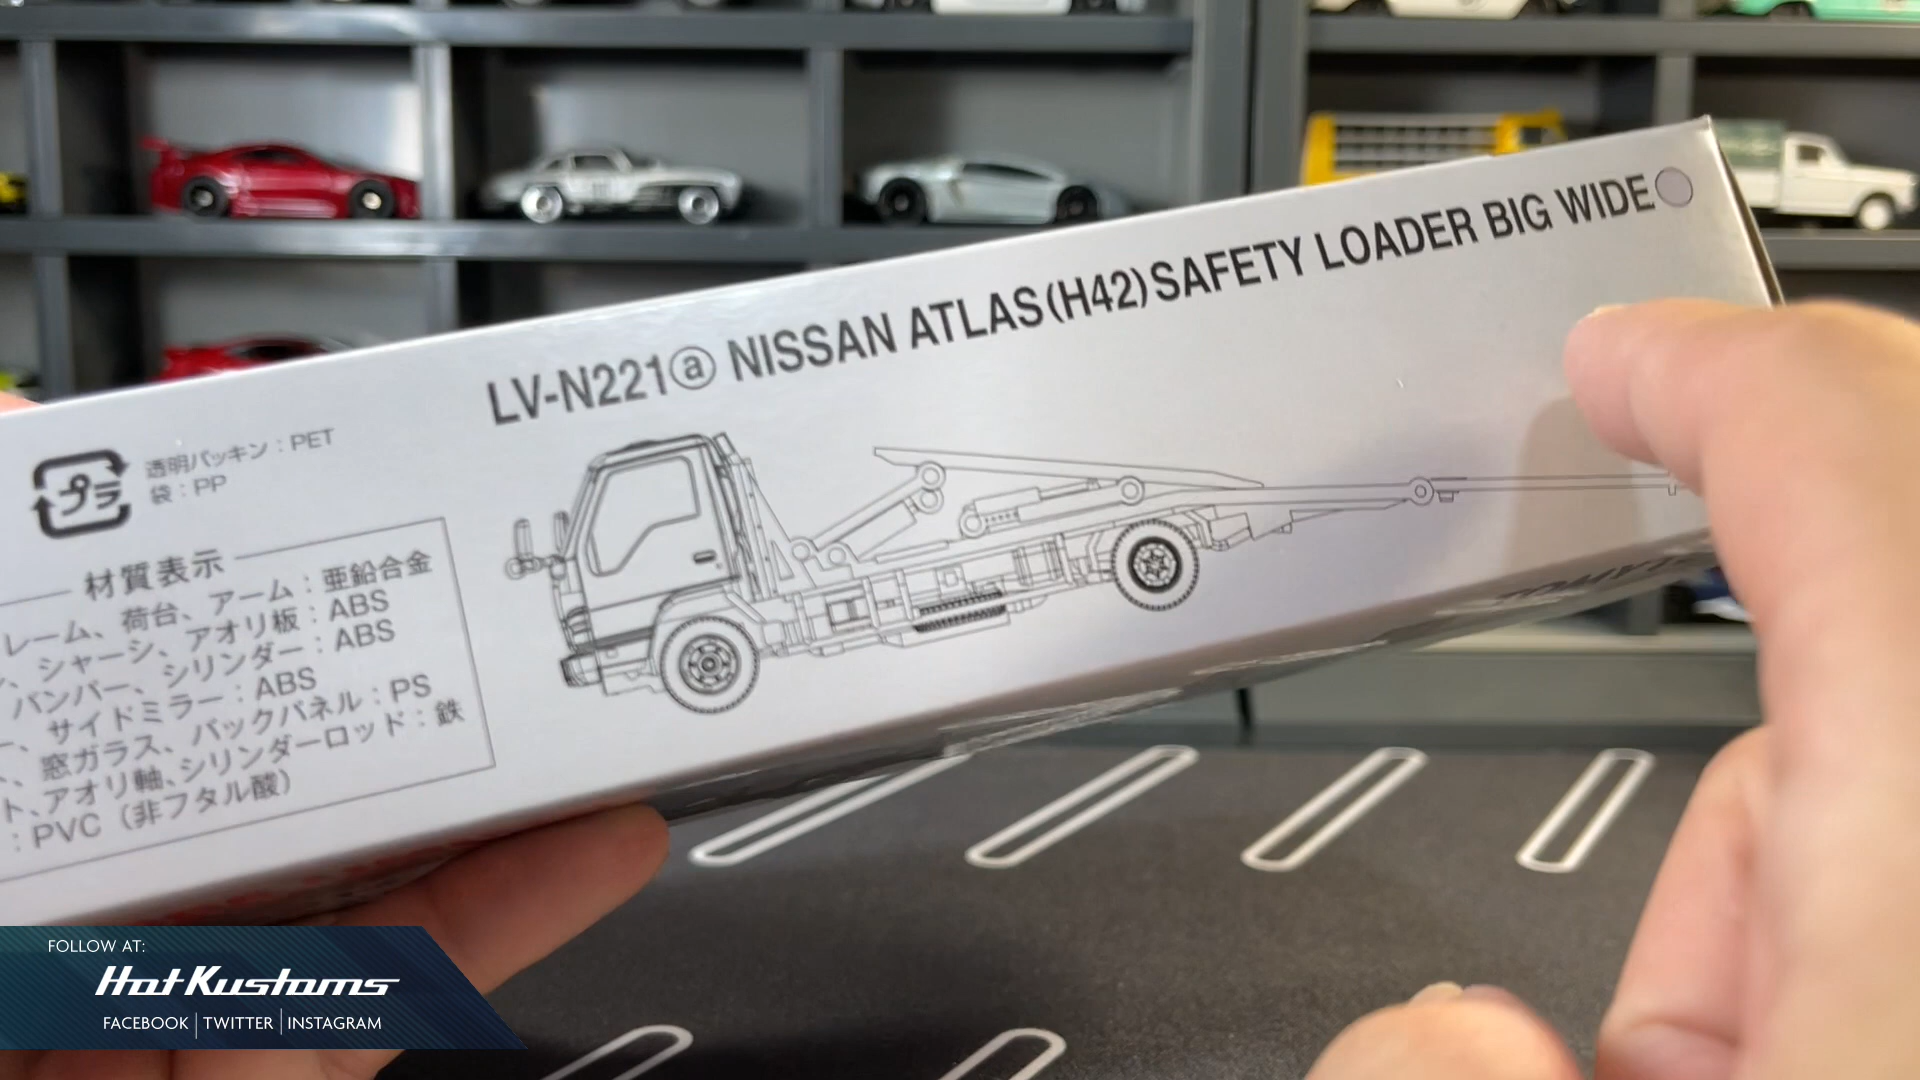 LV-N221ⓐ NISSAN ATLAS(H42)SAFETY LOADER BIG WIDE
プラ
透明パッキン：PET
袋：PP
材質表示
レーム、荷台、アーム：亜鉛合金
、シャーシ、アオリ板：ABS
バンパー、シリンダー：ABS
ー、サイドミラー：ABS
、窓ガラス、バックパネル：PS
ト、アオリ軸、シリンダーロッド：鉄
：PVC（非フタル酸）
FOLLOW AT:
HotKustoms
FACEBOOK | TWITTER | INSTAGRAM